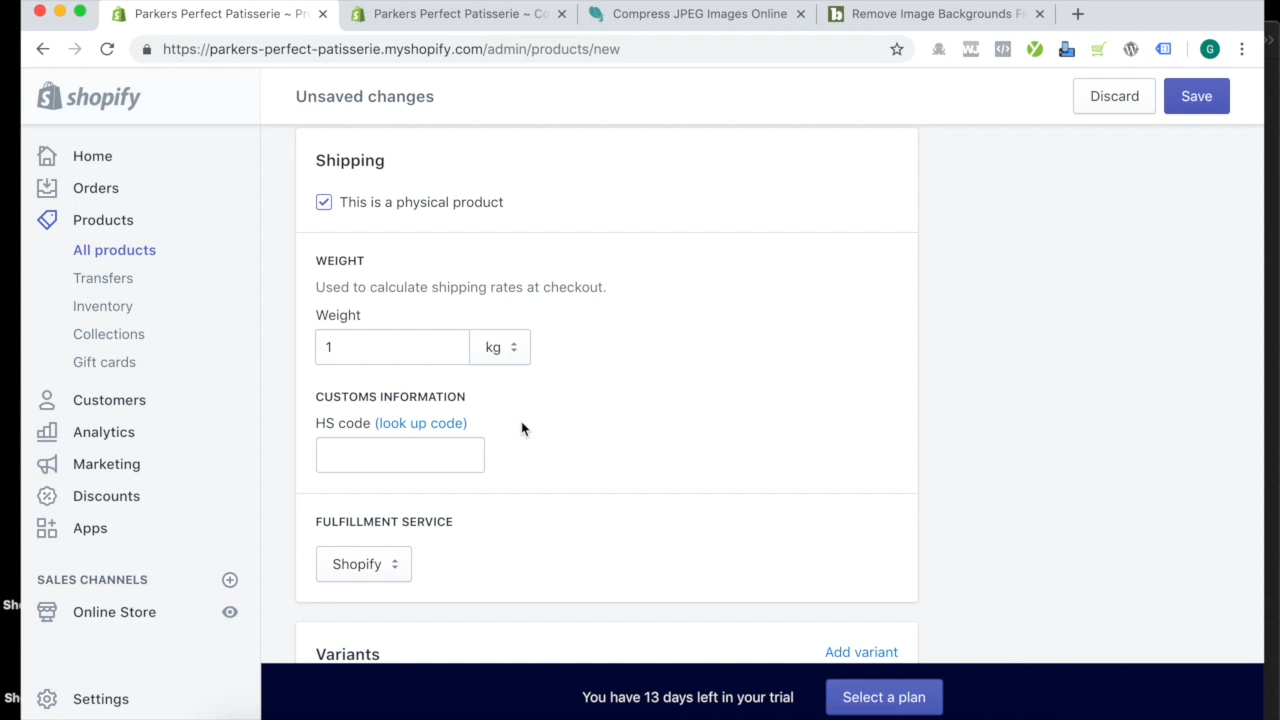 Parkers Perfect Patisserie ~ Pr
Parkers Perfect Patisserie ~ Co
Compress JPEG Images Online
Remove Image Backgrounds Fr
https://parkers-perfect-patisserie.myshopify.com/admin/products/new
G
shopify
Unsaved changes
Discard
Save
Home
Orders
Products
All products
Transfers
Inventory
Collections
Gift cards
Customers
Analytics
Marketing
Discounts
Apps
SALES CHANNELS
Online Store
Settings
Shipping
This is a physical product
WEIGHT
Used to calculate shipping rates at checkout.
Weight
1
kg
CUSTOMS INFORMATION
HS code (look up code)
FULFILLMENT SERVICE
Shopify
Variants
Add variant
You have 13 days left in your trial
Select a plan
Sho
Sh